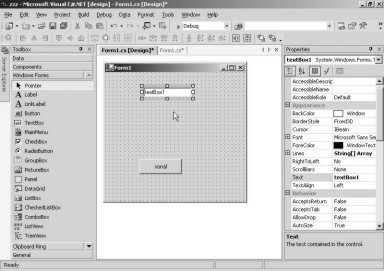 zzz - Microsoft Visual C#.NET [design] - Form1.cs [Design]*
File Edit View Project Build Debug Data Format Tools Window Help
Debug
Server Explorer
Toolbox
Data
Components
Windows Forms
Pointer
A Label
A LinkLabel
ab Button
abl TextBox
MainMenu
CheckBox
RadioButton
GroupBox
PictureBox
Panel
DataGrid
ListBox
CheckedListBox
ComboBox
ListView
TreeView
Clipboard Ring
General
Form1.cs [Design]* Form1.cs*
Form1
textBox1
sonal
Properties
textBox1 System.Windows.Forms.T
AccessibleDescrip
AccessibleName
AccessibleRole Default
Appearance
BackColor Window
BorderStyle Fixed3D
Cursor IBeam
Font Microsoft Sans Se
ForeColor WindowText
Lines String[] Array
RightToLeft No
ScrollBars None
Text textBox1
TextAlign Left
Behavior
AcceptsReturn False
AcceptsTab False
AllowDrop False
AutoSize True
Text
The text contained in the control.
Ready